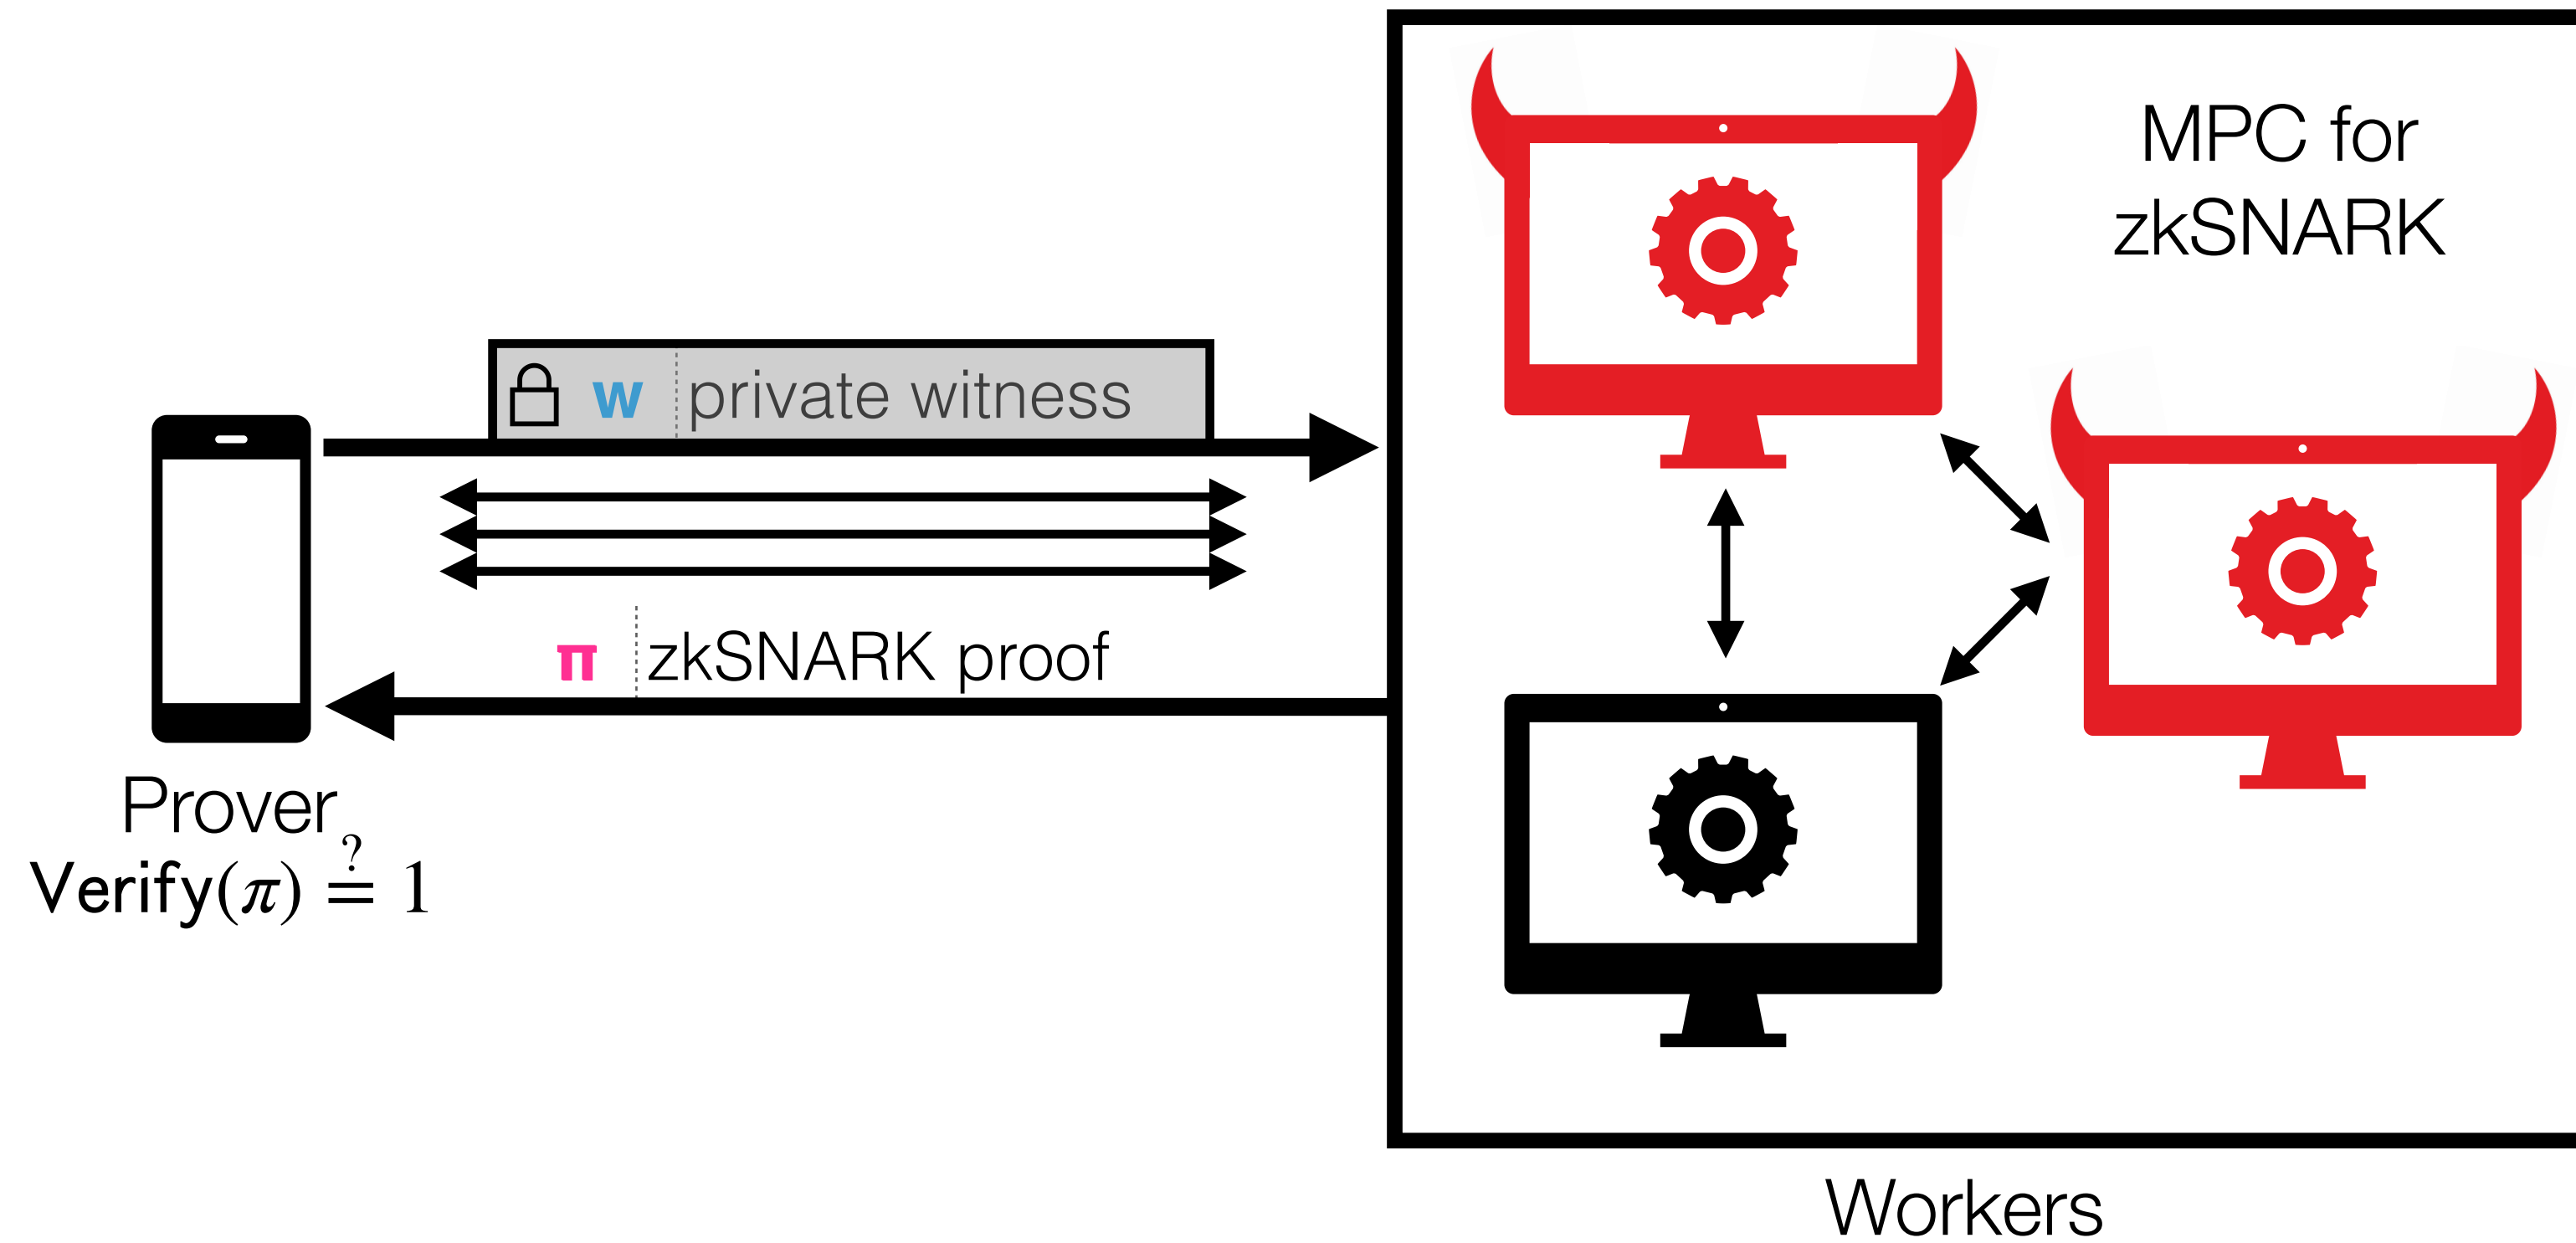 MPC for
zkSNARK
w private witness
π zkSNARK proof
Prover
Verify(π) ≟ 1
Workers